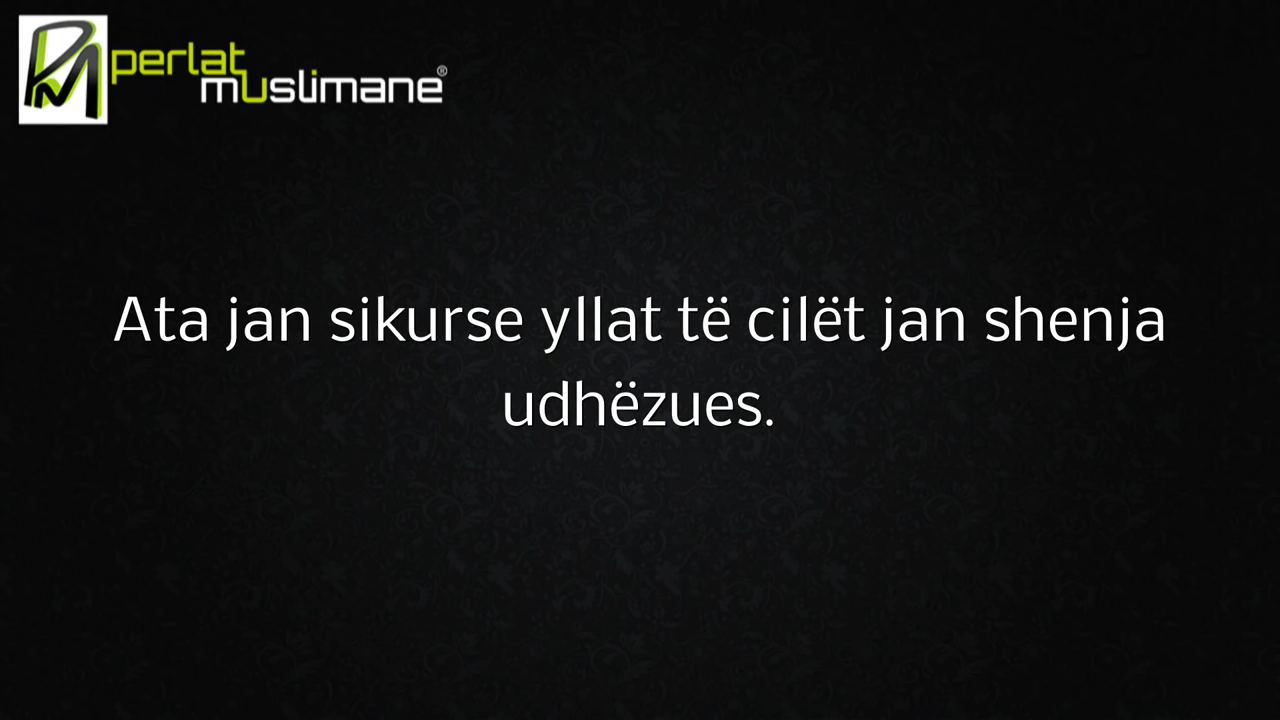 perlat
muslimane®
Ata jan sikurse yllat të cilët jan shenja
udhëzues.